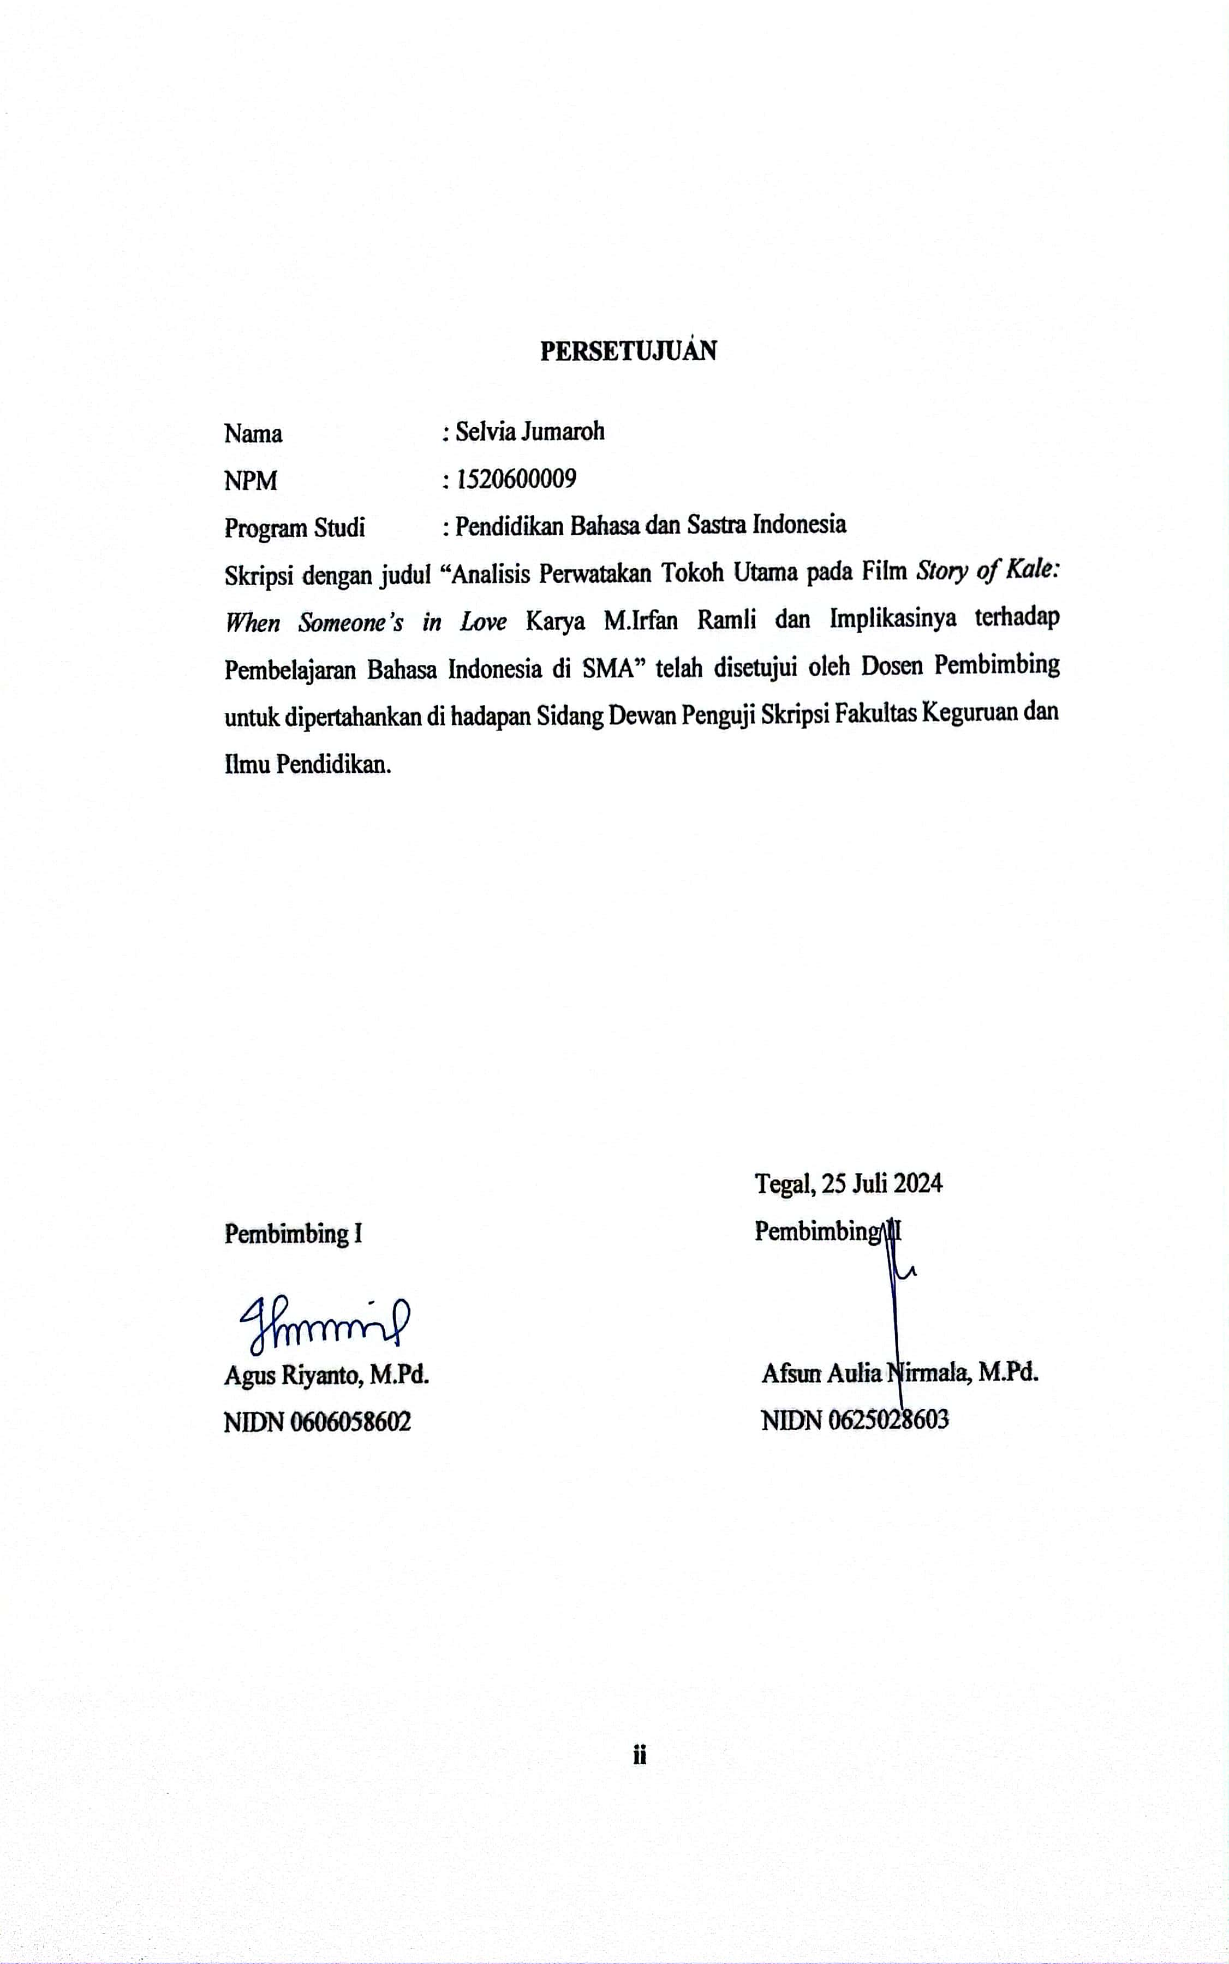 PERSETUJUAN
Nama : Selvia Jumaroh
NPM : 1520600009
Program Studi : Pendidikan Bahasa dan Sastra Indonesia
Skripsi dengan judul “Analisis Perwatakan Tokoh Utama pada Film Story of Kale:
When Someone’s in Love Karya M.Irfan Ramli dan Implikasinya terhadap
Pembelajaran Bahasa Indonesia di SMA” telah disetujui oleh Dosen Pembimbing
untuk dipertahankan di hadapan Sidang Dewan Penguji Skripsi Fakultas Keguruan dan
Ilmu Pendidikan.
Tegal, 25 Juli 2024
Pembimbing I Pembimbing II
Agus Riyanto, M.Pd. Afsun Aulia Nirmala, M.Pd.
NIDN 0606058602 NIDN 0625028603
ii